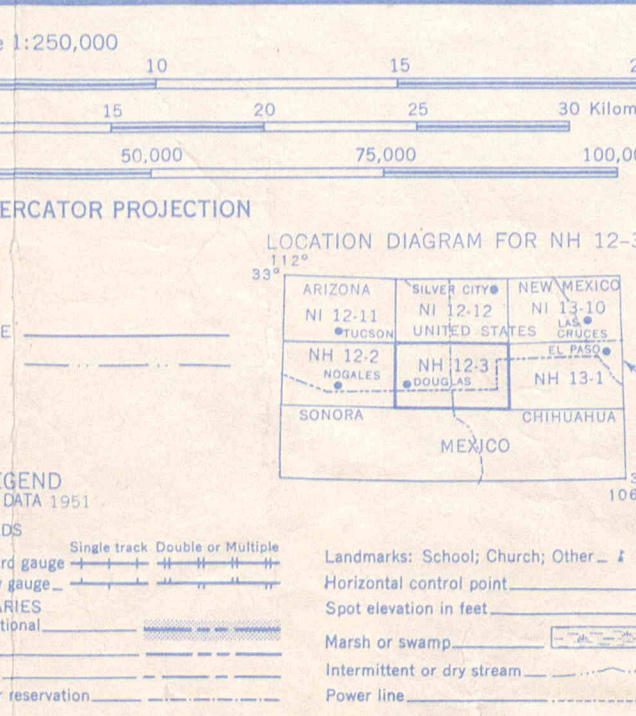 1:250,000
10 15
15 20 25 30 Kilom
50,000 75,000 100,00
ERCATOR PROJECTION
LOCATION DIAGRAM FOR NH 12-3
112°
33°
ARIZONA SILVER CITY NEW MEXICO
NI 12-11 NI 12-12 NI 13-10
TUCSON UNITED STATES LAS CRUCES
E
NH 12-2 NH 12-3 EL PASO
NOGALES DOUGLAS NH 13-1
SONORA CHIHUAHUA
MEXICO
106
EGEND
DATA 1951
DS
Single track Double or Multiple
rd gauge
gauge
ARIES
tional
r reservation
Landmarks: School; Church; Other
Horizontal control point
Spot elevation in feet
Marsh or swamp
Intermittent or dry stream
Power line